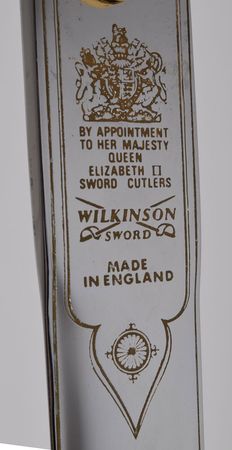 BY APPOINTMENT
TO HER MAJESTY
QUEEN
ELIZABETH II
SWORD CUTLERS
WILKINSON
SWORD
MADE
IN ENGLAND